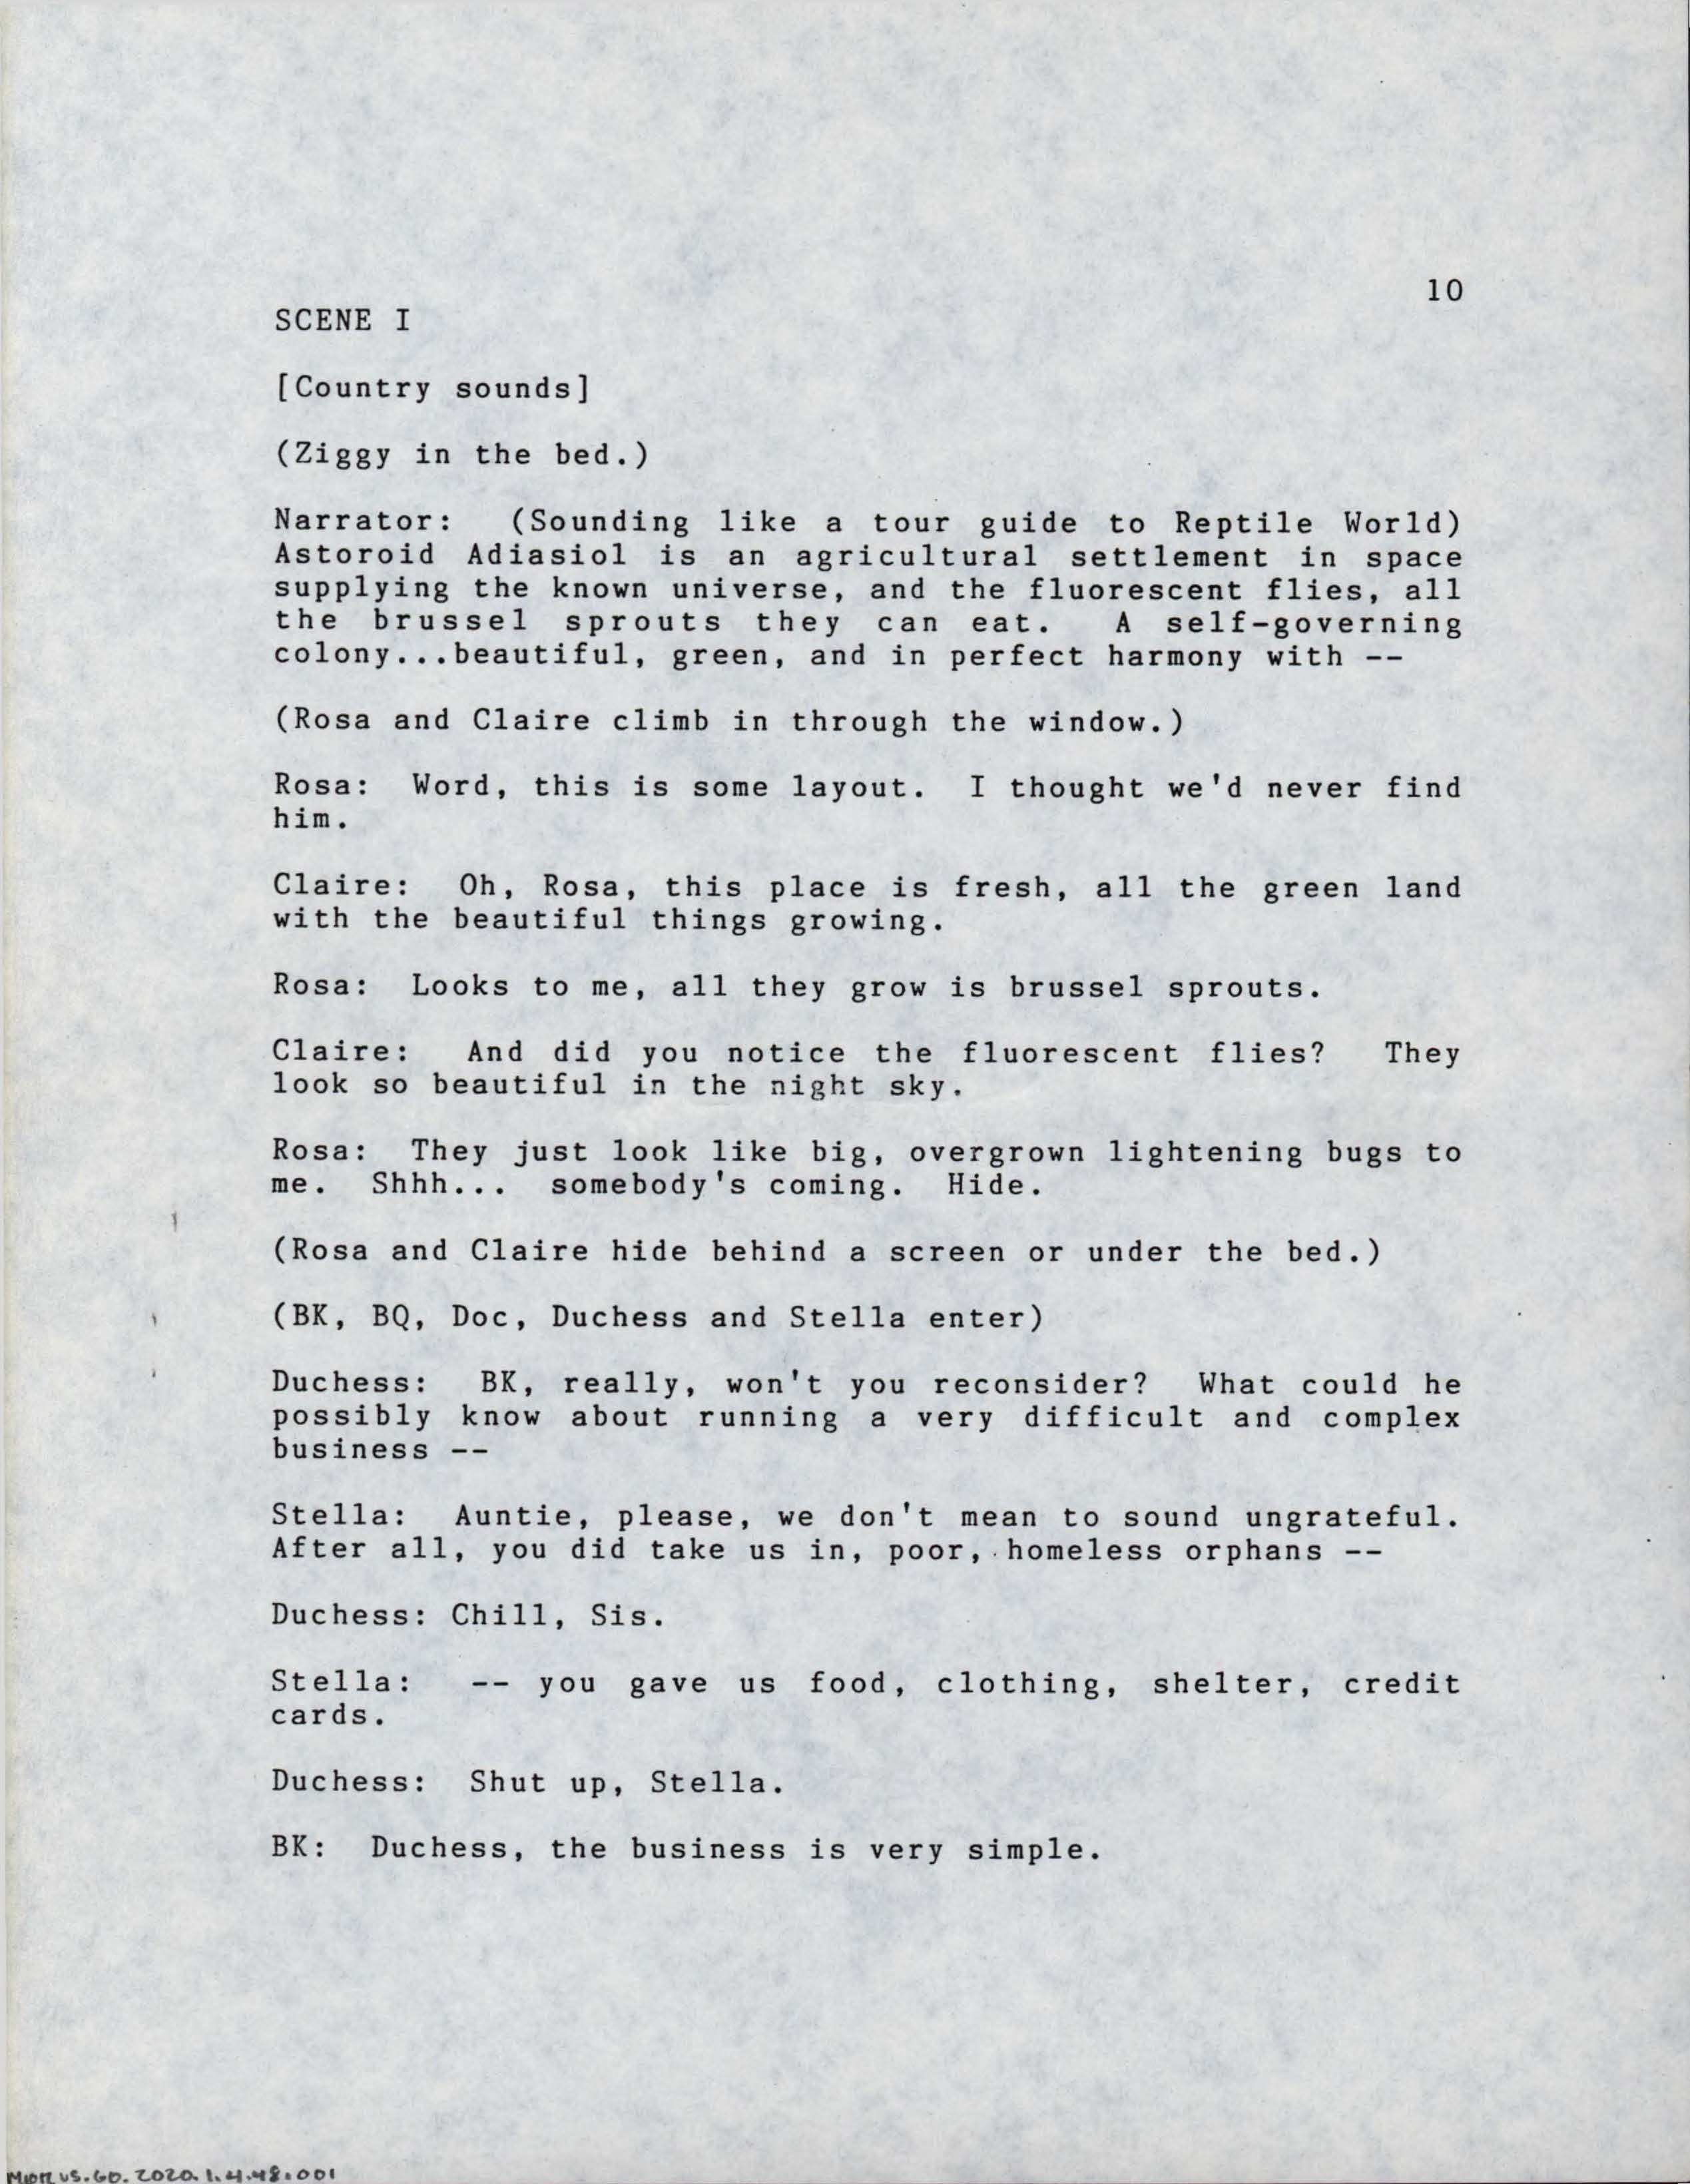 10
SCENE I
[Country sounds]
(Ziggy in the bed.)
Narrator: (Sounding like a tour guide to Reptile World)
Astoroid Adiasiol is an agricultural settlement in space
supplying the known universe, and the fluorescent flies, all
the brussel sprouts they can eat. A self-governing
colony...beautiful, green, and in perfect harmony with --
(Rosa and Claire climb in through the window.)
Rosa: Word, this is some layout. I thought we'd never find
him.
Claire: Oh, Rosa, this place is fresh, all the green land
with the beautiful things growing.
Rosa: Looks to me, all they grow is brussel sprouts.
Claire: And did you notice the fluorescent flies? They
look so beautiful in the night sky.
Rosa: They just look like big, overgrown lightening bugs to
me. Shhh... somebody's coming. Hide.
(Rosa and Claire hide behind a screen or under the bed.)
(BK, BQ, Doc, Duchess and Stella enter)
Duchess: BK, really, won't you reconsider? What could he
possibly know about running a very difficult and complex
business --
Stella: Auntie, please, we don't mean to sound ungrateful.
After all, you did take us in, poor, homeless orphans --
Duchess: Chill, Sis.
Stella: -- you gave us food, clothing, shelter, credit
cards.
Duchess: Shut up, Stella.
BK: Duchess, the business is very simple.
.GD.2020.1.4.48.001